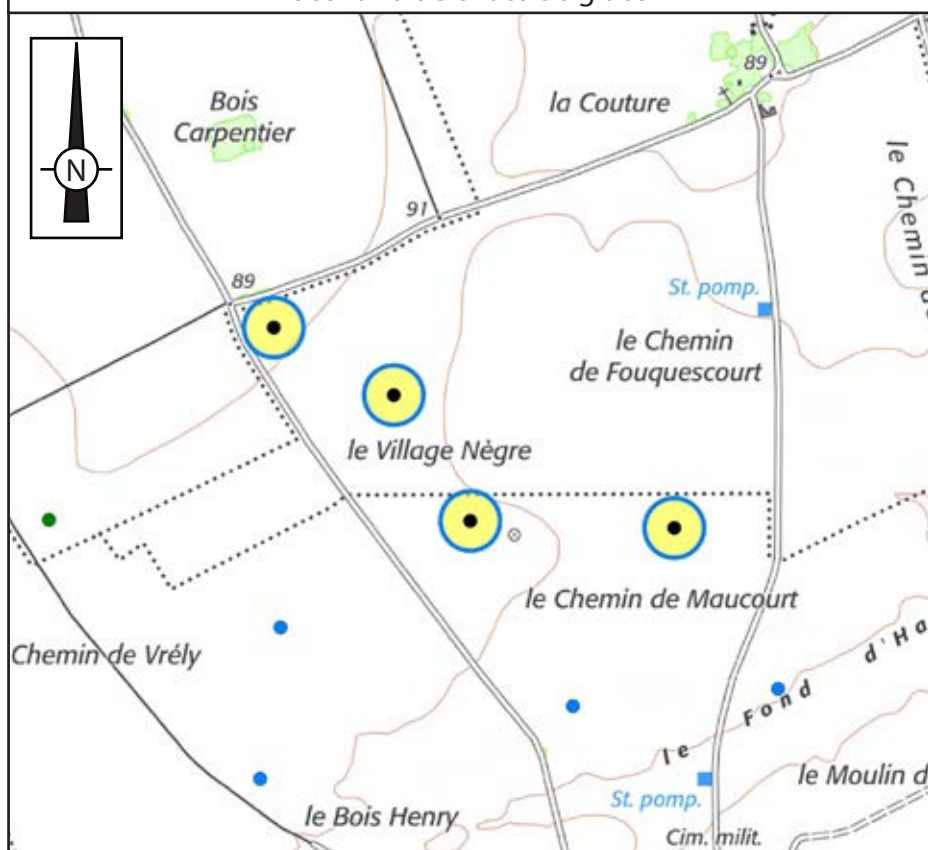 N
Bois
Carpentier
la Couture
89
91
89
le Chemin
St. pomp.
le Chemin
de Fouquescourt
le Village Nègre
le Chemin de Maucourt
Chemin de Vrély
le Fond d'Ha
le Moulin d
St. pomp.
le Bois Henry
Cim. milit.